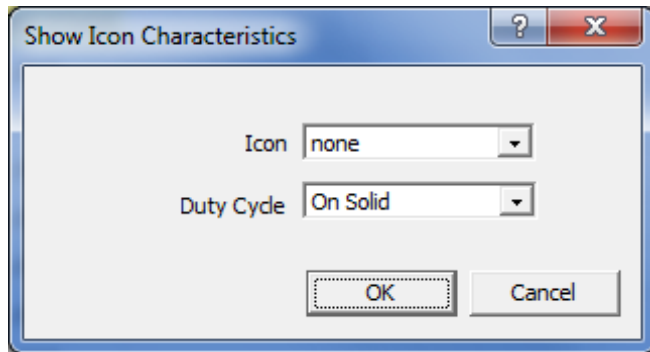 Show Icon Characteristics
?
X
Icon none
Duty Cycle On Solid
OK Cancel